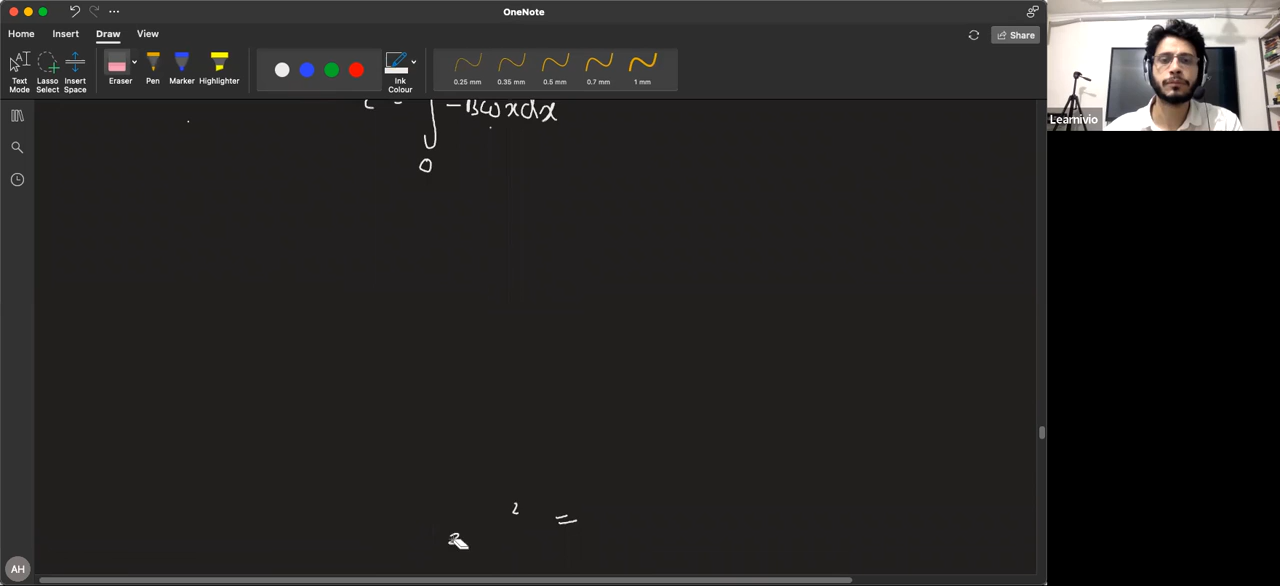 OneNote
Home Insert Draw View
Share
Text Mode
Lasso Select
Insert Space
Eraser
Pen
Marker
Highlighter
Ink Colour
0.25 mm
0.35 mm
0.5 mm
0.7 mm
1 mm
Learnivio
∫ -Bωxdx
0
2 =
AH